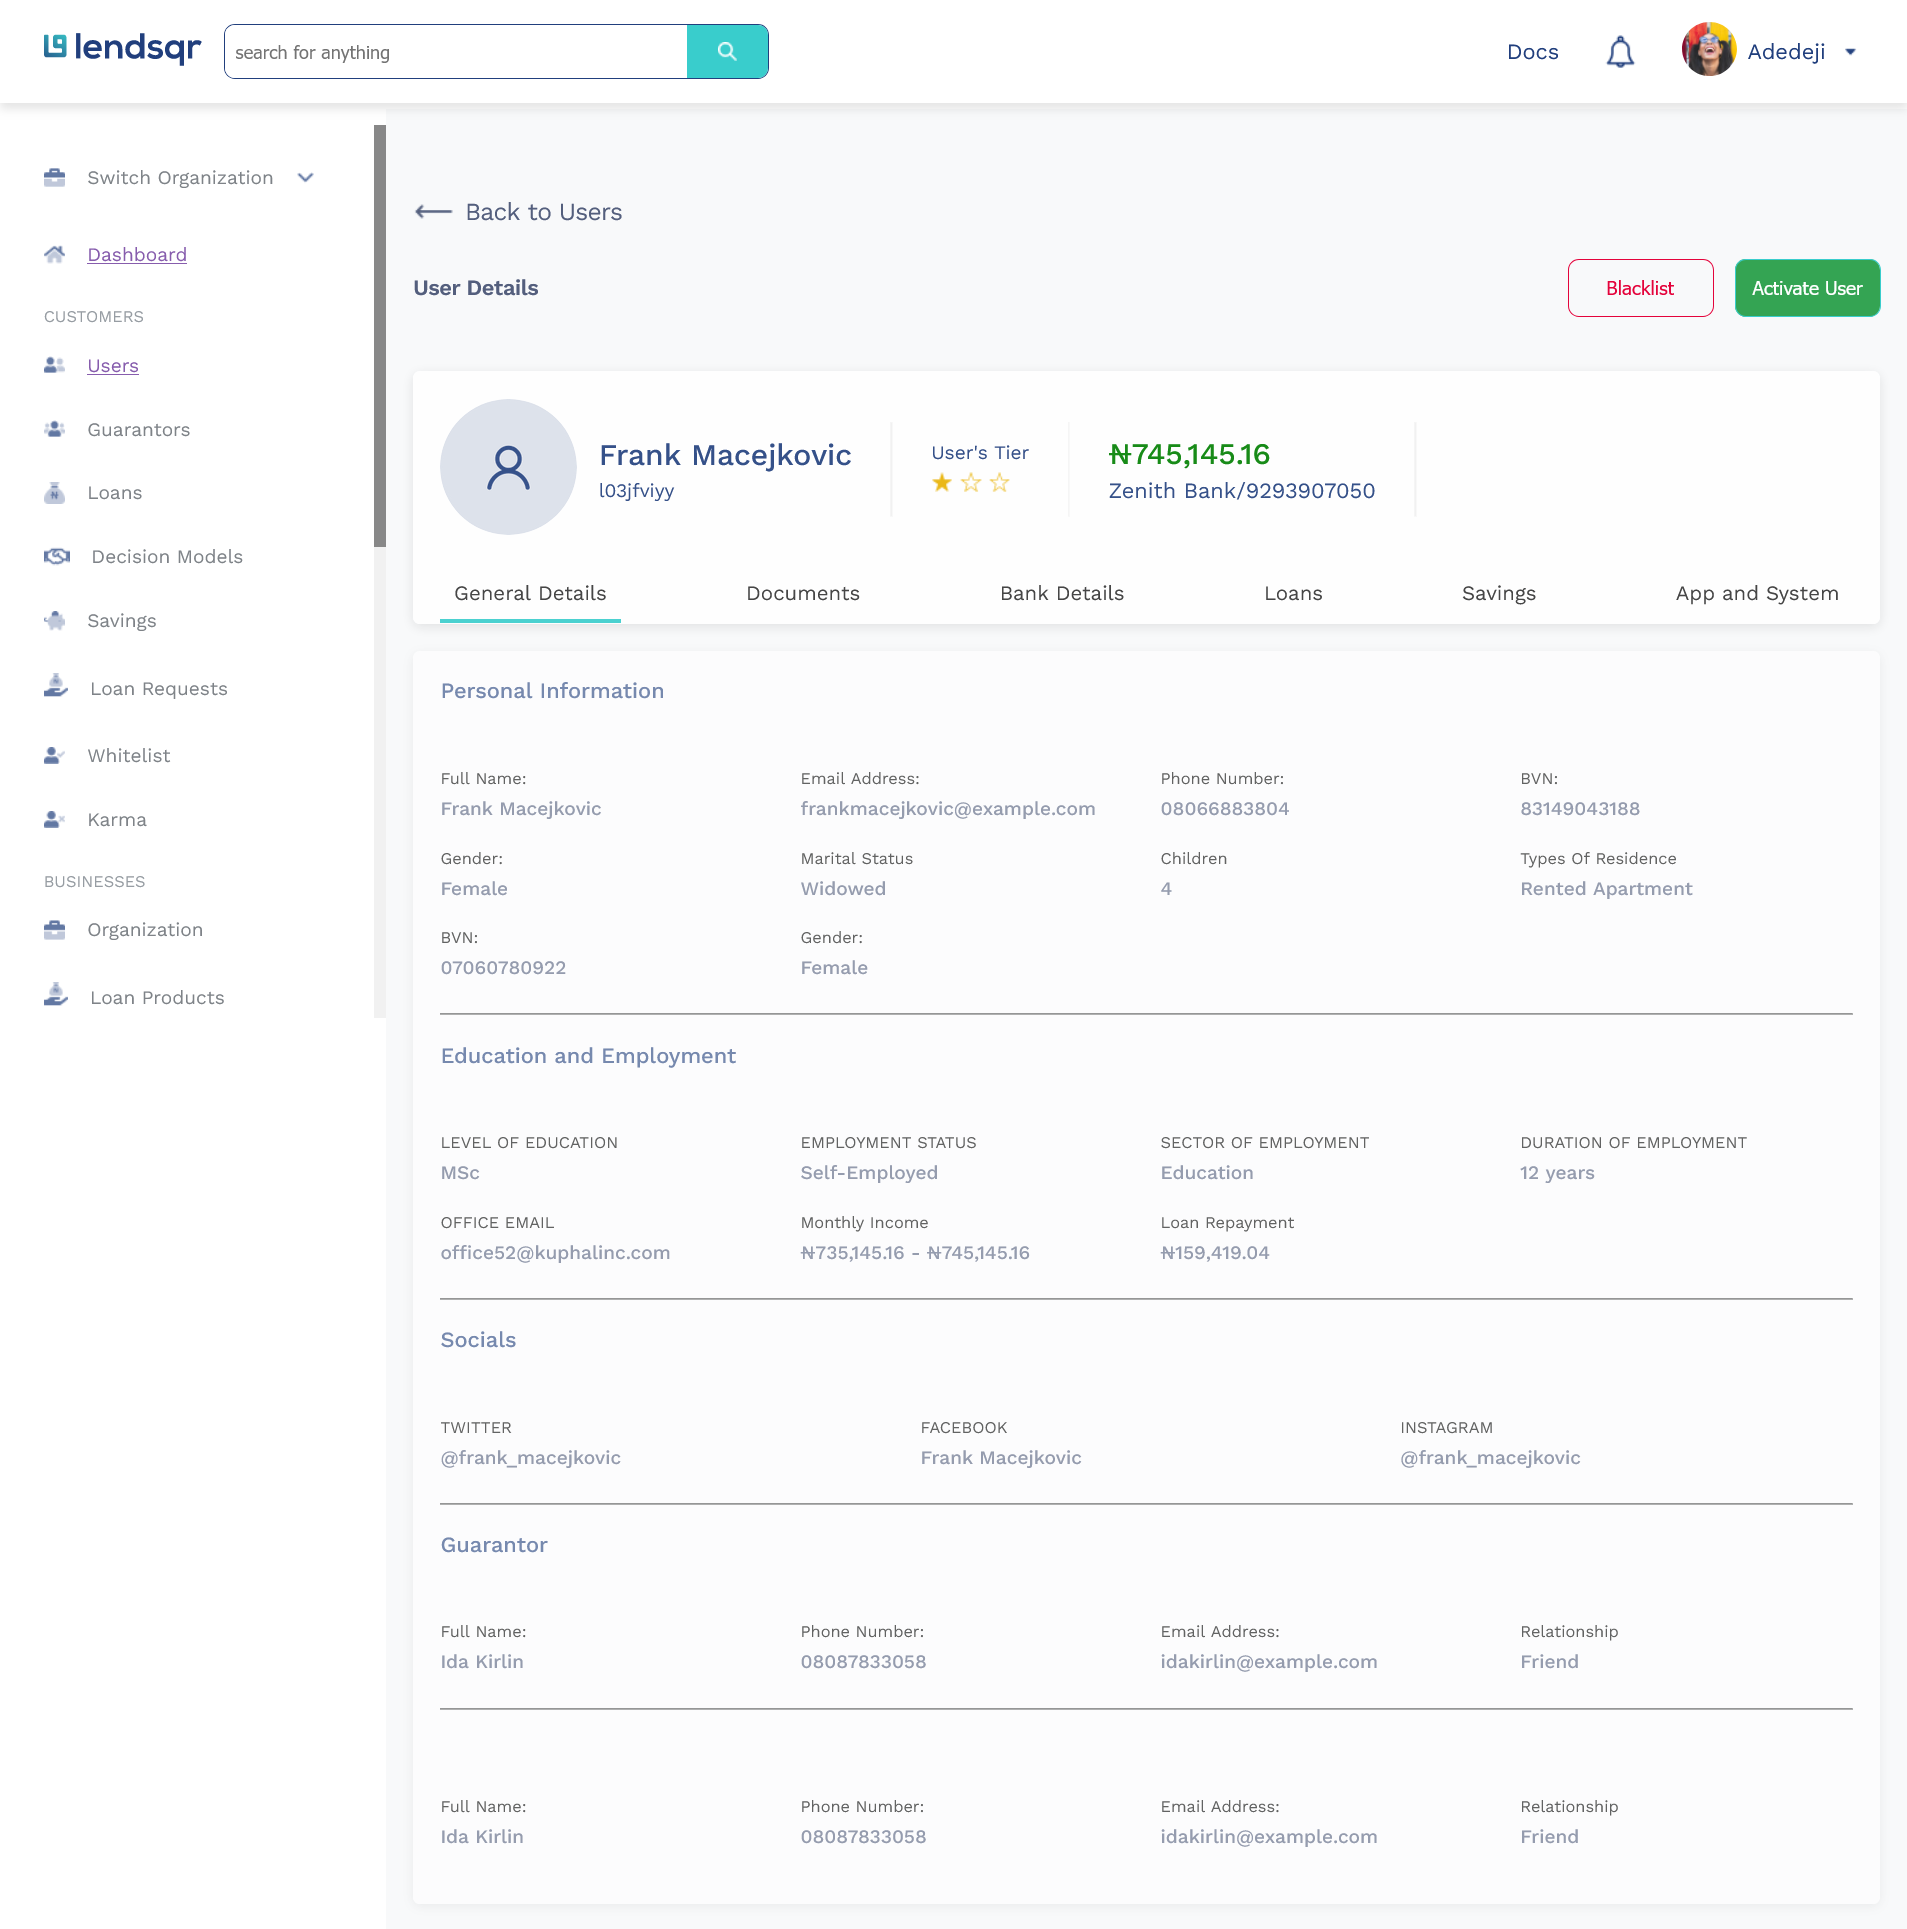 lendsqr
search for anything
Docs
Adedeji
Switch Organization
Dashboard
CUSTOMERS
Users
Guarantors
Loans
Decision Models
Savings
Loan Requests
Whitelist
Karma
BUSINESSES
Organization
Loan Products
Back to Users
User Details
Blacklist
Activate User
Frank Macejkovic
l03jfviyy
User's Tier
₦745,145.16
Zenith Bank/9293907050
General Details Documents Bank Details Loans Savings App and System
Personal Information
Full Name: Email Address: Phone Number: BVN:
Frank Macejkovic frankmacejkovic@example.com 08066883804 83149043188
Gender: Marital Status Children Types Of Residence
Female Widowed 4 Rented Apartment
BVN: Gender:
07060780922 Female
Education and Employment
LEVEL OF EDUCATION EMPLOYMENT STATUS SECTOR OF EMPLOYMENT DURATION OF EMPLOYMENT
MSc Self-Employed Education 12 years
OFFICE EMAIL Monthly Income Loan Repayment
office52@kuphalinc.com ₦735,145.16 - ₦745,145.16 ₦159,419.04
Socials
TWITTER FACEBOOK INSTAGRAM
@frank_macejkovic Frank Macejkovic @frank_macejkovic
Guarantor
Full Name: Phone Number: Email Address: Relationship
Ida Kirlin 08087833058 idakirlin@example.com Friend
Full Name: Phone Number: Email Address: Relationship
Ida Kirlin 08087833058 idakirlin@example.com Friend